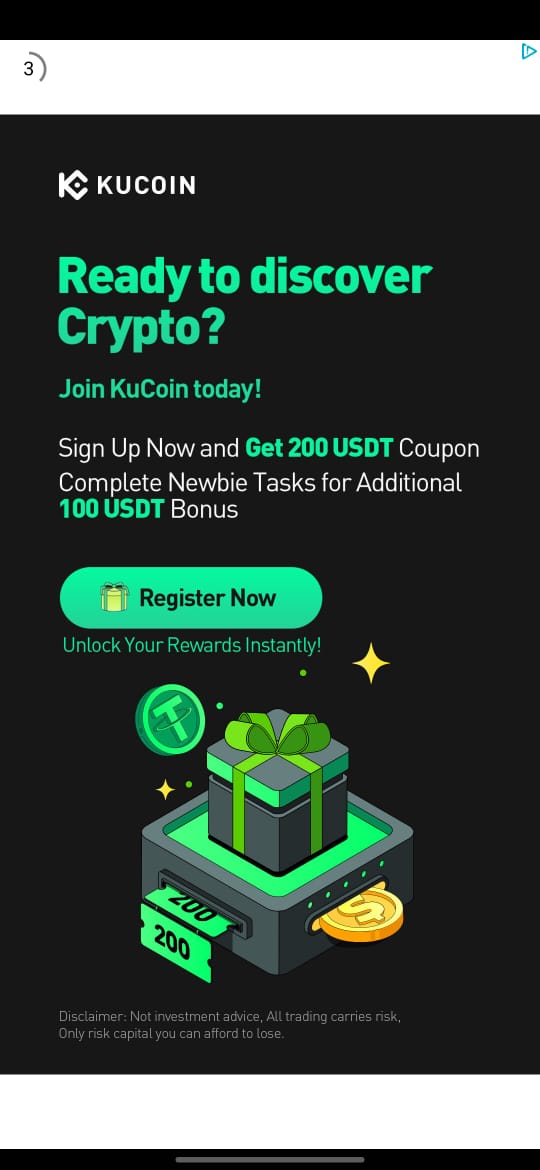 3
KUCOIN
Ready to discover
Crypto?
Join KuCoin today!
Sign Up Now and Get 200 USDT Coupon
Complete Newbie Tasks for Additional
100 USDT Bonus
Register Now
Unlock Your Rewards Instantly!
200
200
Disclaimer: Not investment advice, All trading carries risk,
Only risk capital you can afford to lose.